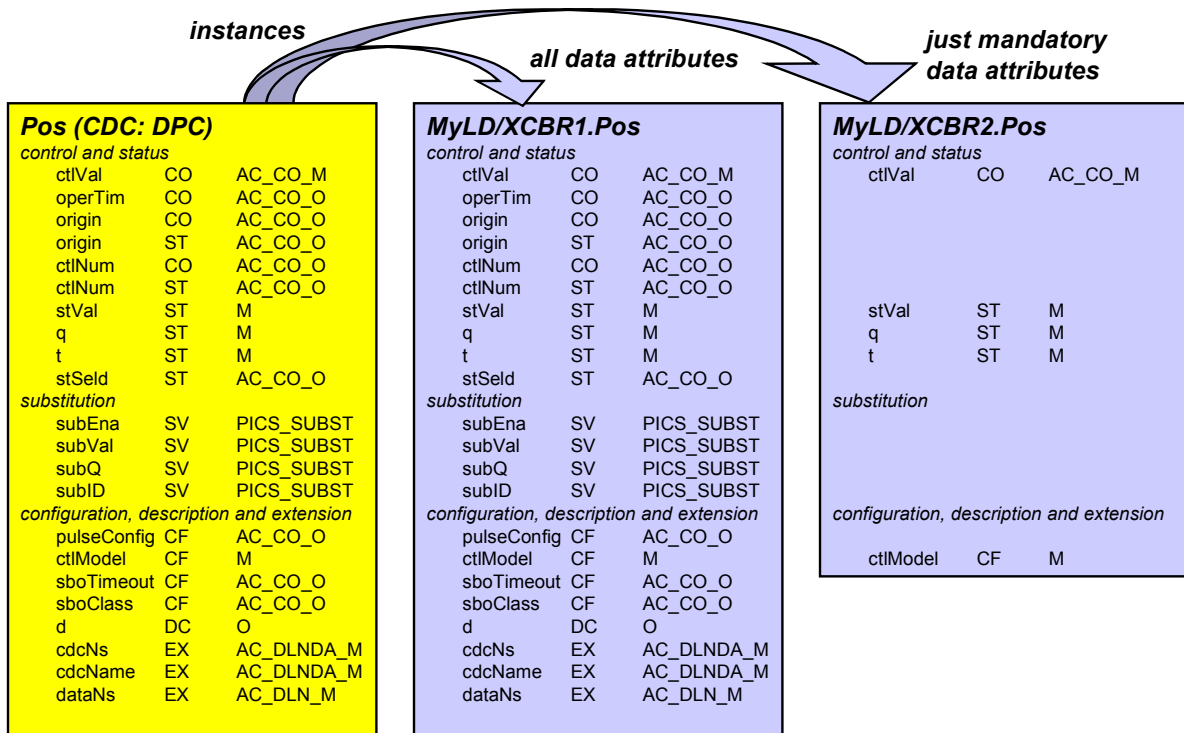 instances
all data attributes
just mandatory
data attributes
Pos (CDC: DPC)
control and status
ctlVal CO AC_CO_M
operTim CO AC_CO_O
origin CO AC_CO_O
origin ST AC_CO_O
ctlNum CO AC_CO_O
ctlNum ST AC_CO_O
stVal ST M
q ST M
t ST M
stSeld ST AC_CO_O
substitution
subEna SV PICS_SUBST
subVal SV PICS_SUBST
subQ SV PICS_SUBST
subID SV PICS_SUBST
configuration, description and extension
pulseConfig CF AC_CO_O
ctlModel CF M
sboTimeout CF AC_CO_O
sboClass CF AC_CO_O
d DC O
cdcNs EX AC_DLNDA_M
cdcName EX AC_DLNDA_M
dataNs EX AC_DLN_M
MyLD/XCBR1.Pos
control and status
ctlVal CO AC_CO_M
operTim CO AC_CO_O
origin CO AC_CO_O
origin ST AC_CO_O
ctlNum CO AC_CO_O
ctlNum ST AC_CO_O
stVal ST M
q ST M
t ST M
stSeld ST AC_CO_O
substitution
subEna SV PICS_SUBST
subVal SV PICS_SUBST
subQ SV PICS_SUBST
subID SV PICS_SUBST
configuration, description and extension
pulseConfig CF AC_CO_O
ctlModel CF M
sboTimeout CF AC_CO_O
sboClass CF AC_CO_O
d DC O
cdcNs EX AC_DLNDA_M
cdcName EX AC_DLNDA_M
dataNs EX AC_DLN_M
MyLD/XCBR2.Pos
control and status
ctlVal CO AC_CO_M
stVal ST M
q ST M
t ST M
substitution
configuration, description and extension
ctlModel CF M